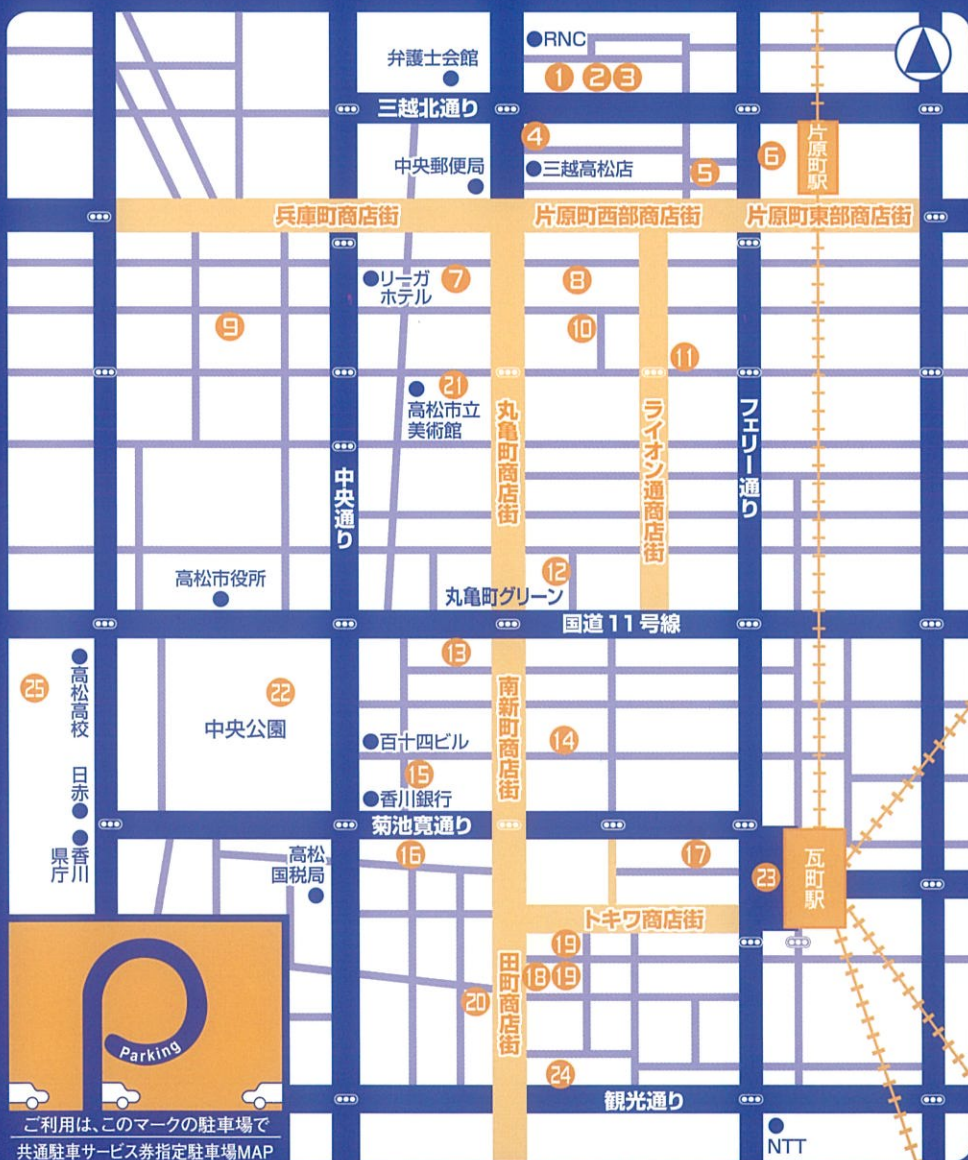 弁護士会館
RNC
1
2
3
三越北通り
4
中央郵便局
三越高松店
5
6
片原町駅
兵庫町商店街
片原町西部商店街
片原町東部商店街
リーガ
ホテル
7
8
9
10
11
21
高松市立
美術館
丸亀町商店街
ライオン通商店街
フェリー通り
中央通り
高松市役所
12
丸亀町グリーン
国道11号線
13
25
高松高校
22
中央公園
南新町商店街
百十四ビル
14
日赤
15
香川銀行
菊池寛通り
香川
県庁
高松
国税局
16
17
23
瓦町駅
トキワ商店街
19
18
19
20
田町商店街
24
観光通り
NTT
Parking
ご利用は、このマークの駐車場で
共通駐車サービス券指定駐車場MAP